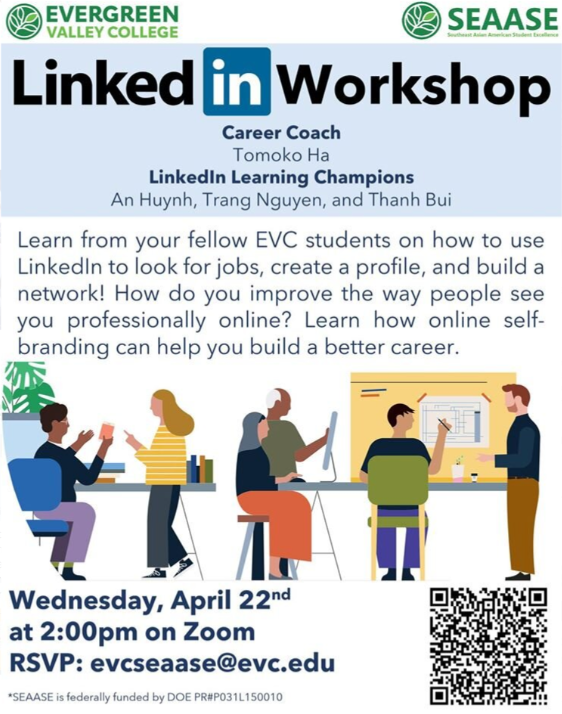 EVERGREEN
VALLEY COLLEGE
SEAASE
Southeast Asian American Student Excellence
Linked in Workshop
Career Coach
Tomoko Ha
LinkedIn Learning Champions
An Huynh, Trang Nguyen, and Thanh Bui
Learn from your fellow EVC students on how to use
LinkedIn to look for jobs, create a profile, and build a
network! How do you improve the way people see
you professionally online? Learn how online self-
branding can help you build a better career.
Wednesday, April 22nd
at 2:00pm on Zoom
RSVP: evcseaase@evc.edu
*SEAASE is federally funded by DOE PR#P031L150010